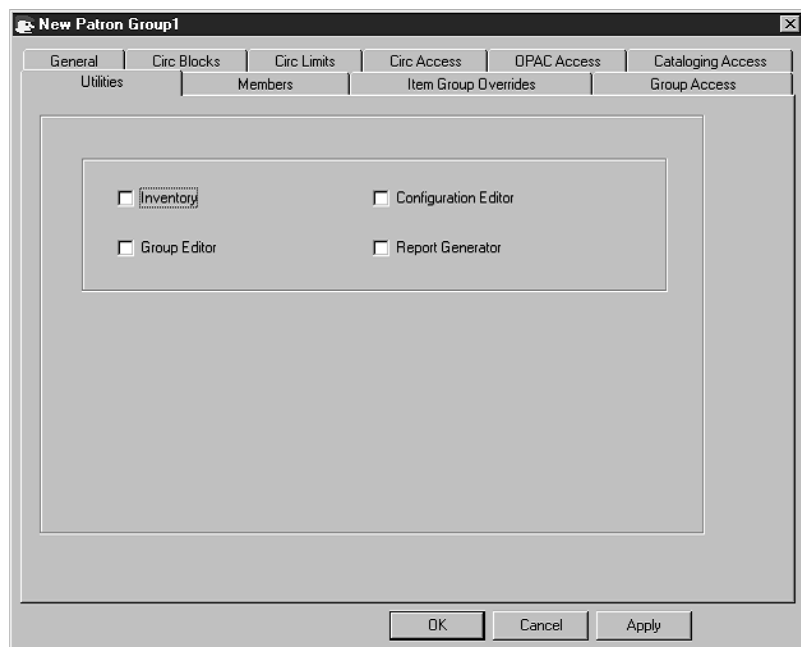 New Patron Group1
General Circ Blocks Circ Limits Circ Access OPAC Access Cataloging Access
Utilities Members Item Group Overrides Group Access
Inventory Configuration Editor
Group Editor Report Generator
OK Cancel Apply